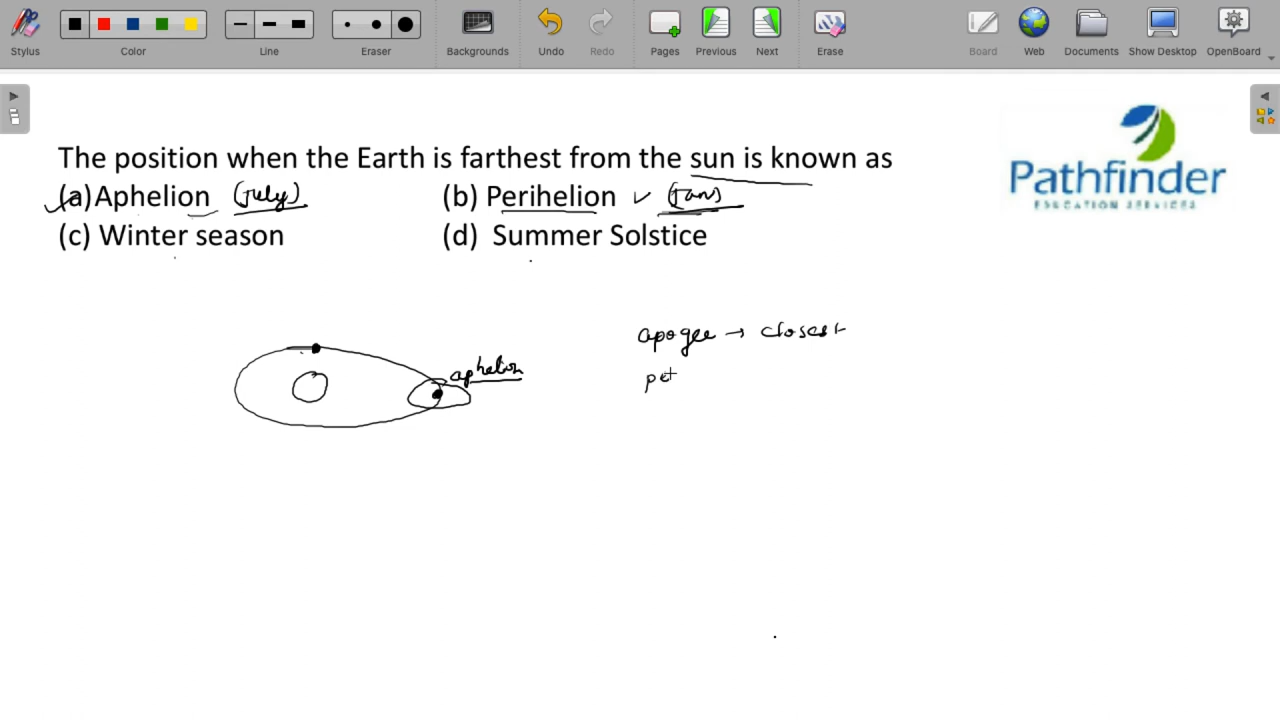 Stylus Color Line Eraser Backgrounds Undo Redo Pages Previous Next Erase Board Web Documents Show Desktop OpenBoard
The position when the Earth is farthest from the sun is known as
(a) Aphelion (July) (b) Perihelion (Jan)
(c) Winter season (d) Summer Solstice
Pathfinder
EDUCATION SERVICES
apogee → closest
aphelion
pe